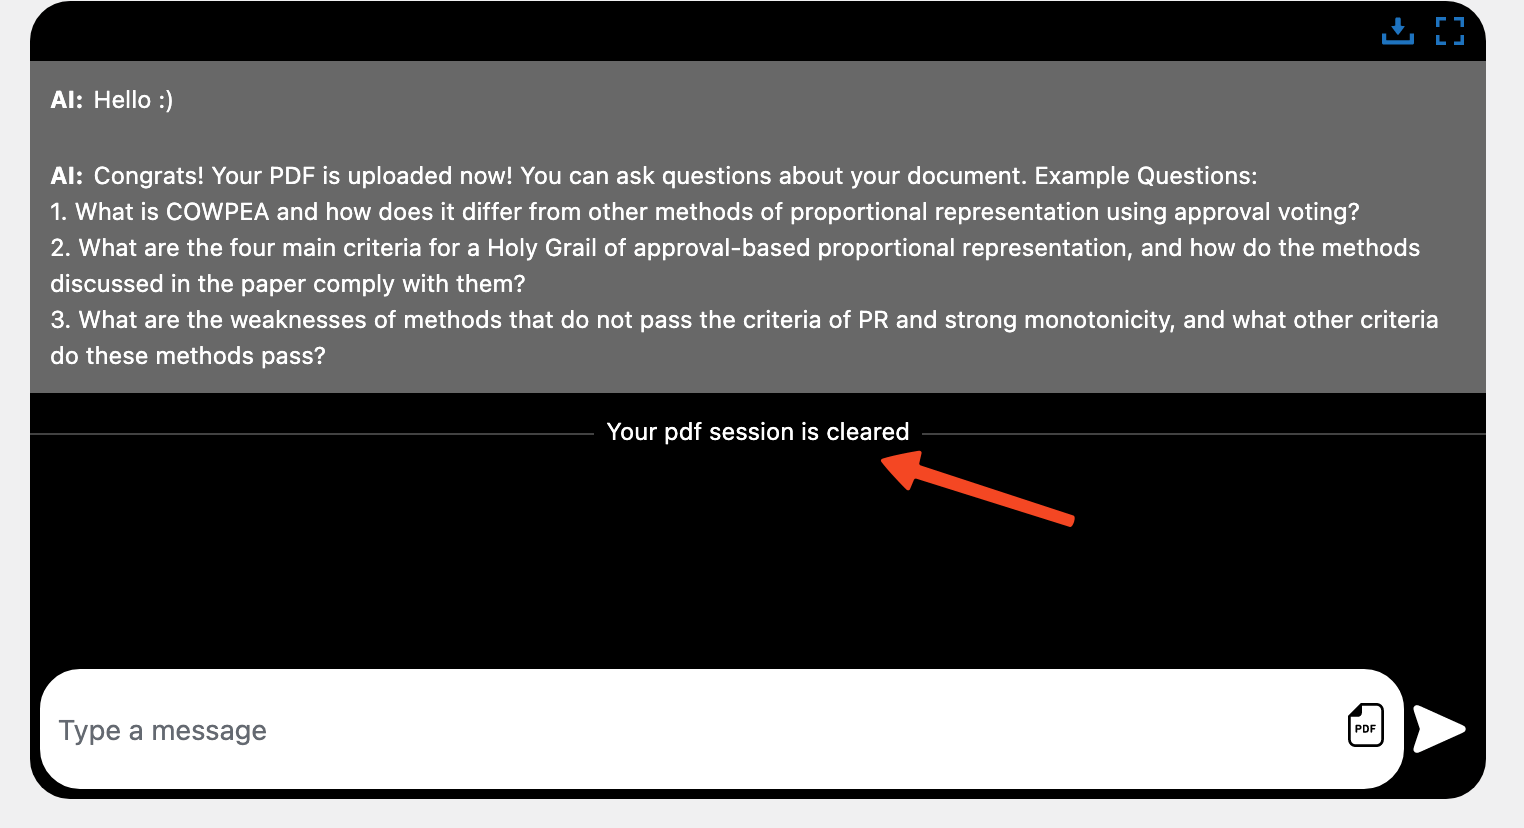 AI: Hello :)
AI: Congrats! Your PDF is uploaded now! You can ask questions about your document. Example Questions:
1. What is COWPEA and how does it differ from other methods of proportional representation using approval voting?
2. What are the four main criteria for a Holy Grail of approval-based proportional representation, and how do the methods
discussed in the paper comply with them?
3. What are the weaknesses of methods that do not pass the criteria of PR and strong monotonicity, and what other criteria
do these methods pass?
Your pdf session is cleared
Type a message
PDF